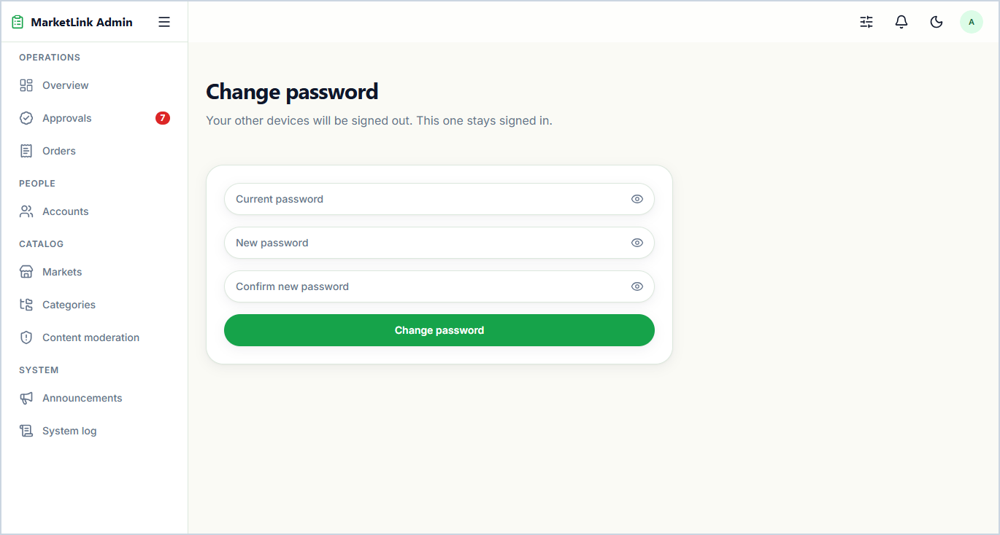 MarketLink Admin
A
OPERATIONS
Overview
Approvals
7
Orders
PEOPLE
Accounts
CATALOG
Markets
Categories
Content moderation
SYSTEM
Announcements
System log
Change password
Your other devices will be signed out. This one stays signed in.
Current password
New password
Confirm new password
Change password